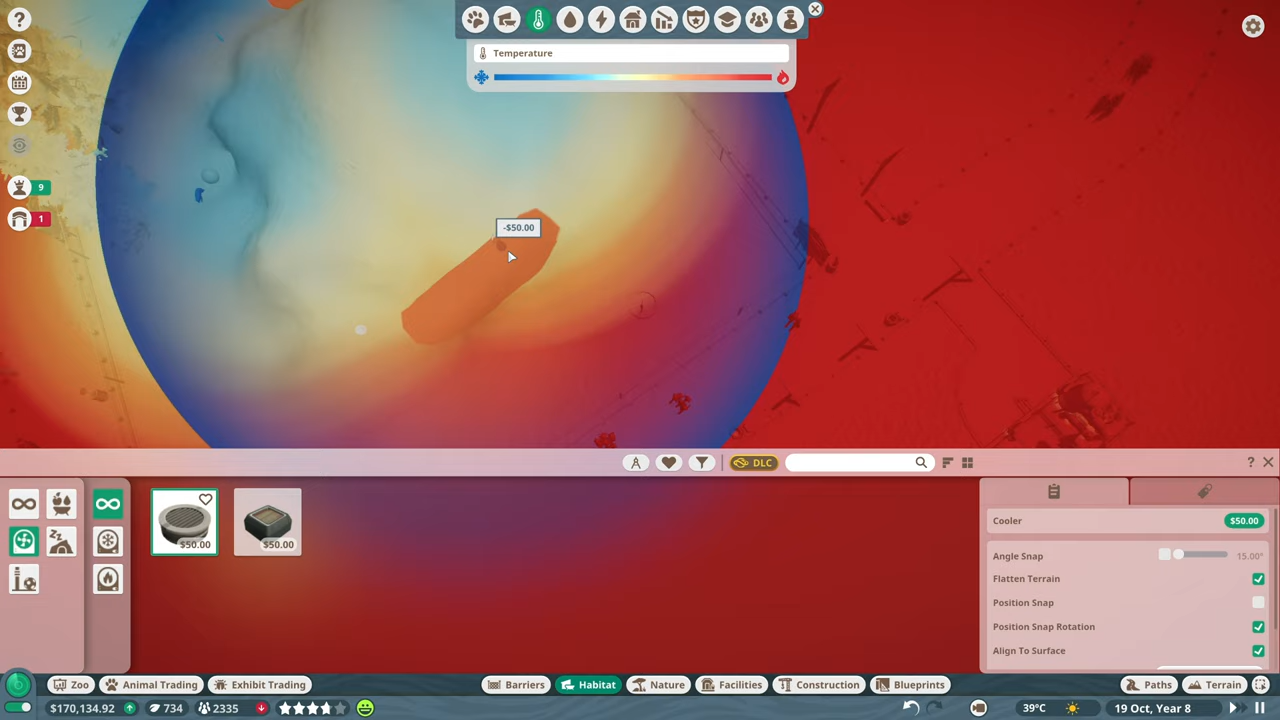 ?
Temperature
9
1
-$50.00
DLC
?
$50.00
$50.00
Cooler
$50.00
Angle Snap
15.00°
Flatten Terrain
Position Snap
Position Snap Rotation
Align To Surface
Zoo
Animal Trading
Exhibit Trading
Barriers
Habitat
Nature
Facilities
Construction
Blueprints
Paths
Terrain
$170,134.92
734
2335
39°C
19 Oct, Year 8